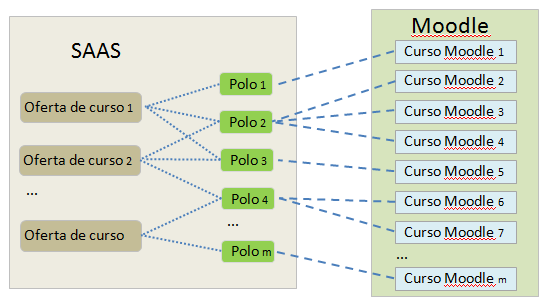 SAAS
Oferta de curso 1
Oferta de curso 2
...
Oferta de curso
Polo 1
Polo 2
Polo 3
Polo 4
...
Polo m
Moodle
Curso Moodle 1
Curso Moodle 2
Curso Moodle 3
Curso Moodle 4
Curso Moodle 5
Curso Moodle 6
Curso Moodle 7
...
Curso Moodle m